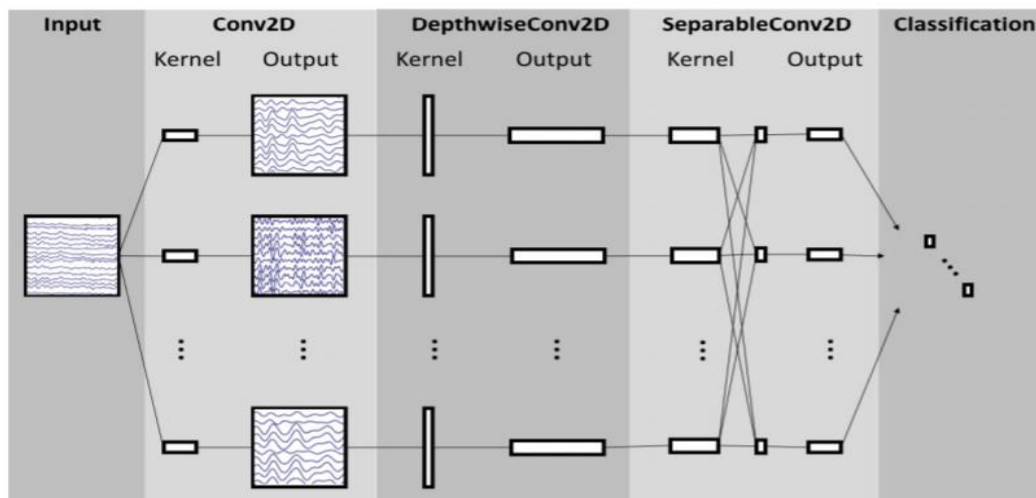 Input Conv2D DepthwiseConv2D SeparableConv2D Classification
Kernel Output Kernel Output Kernel Output